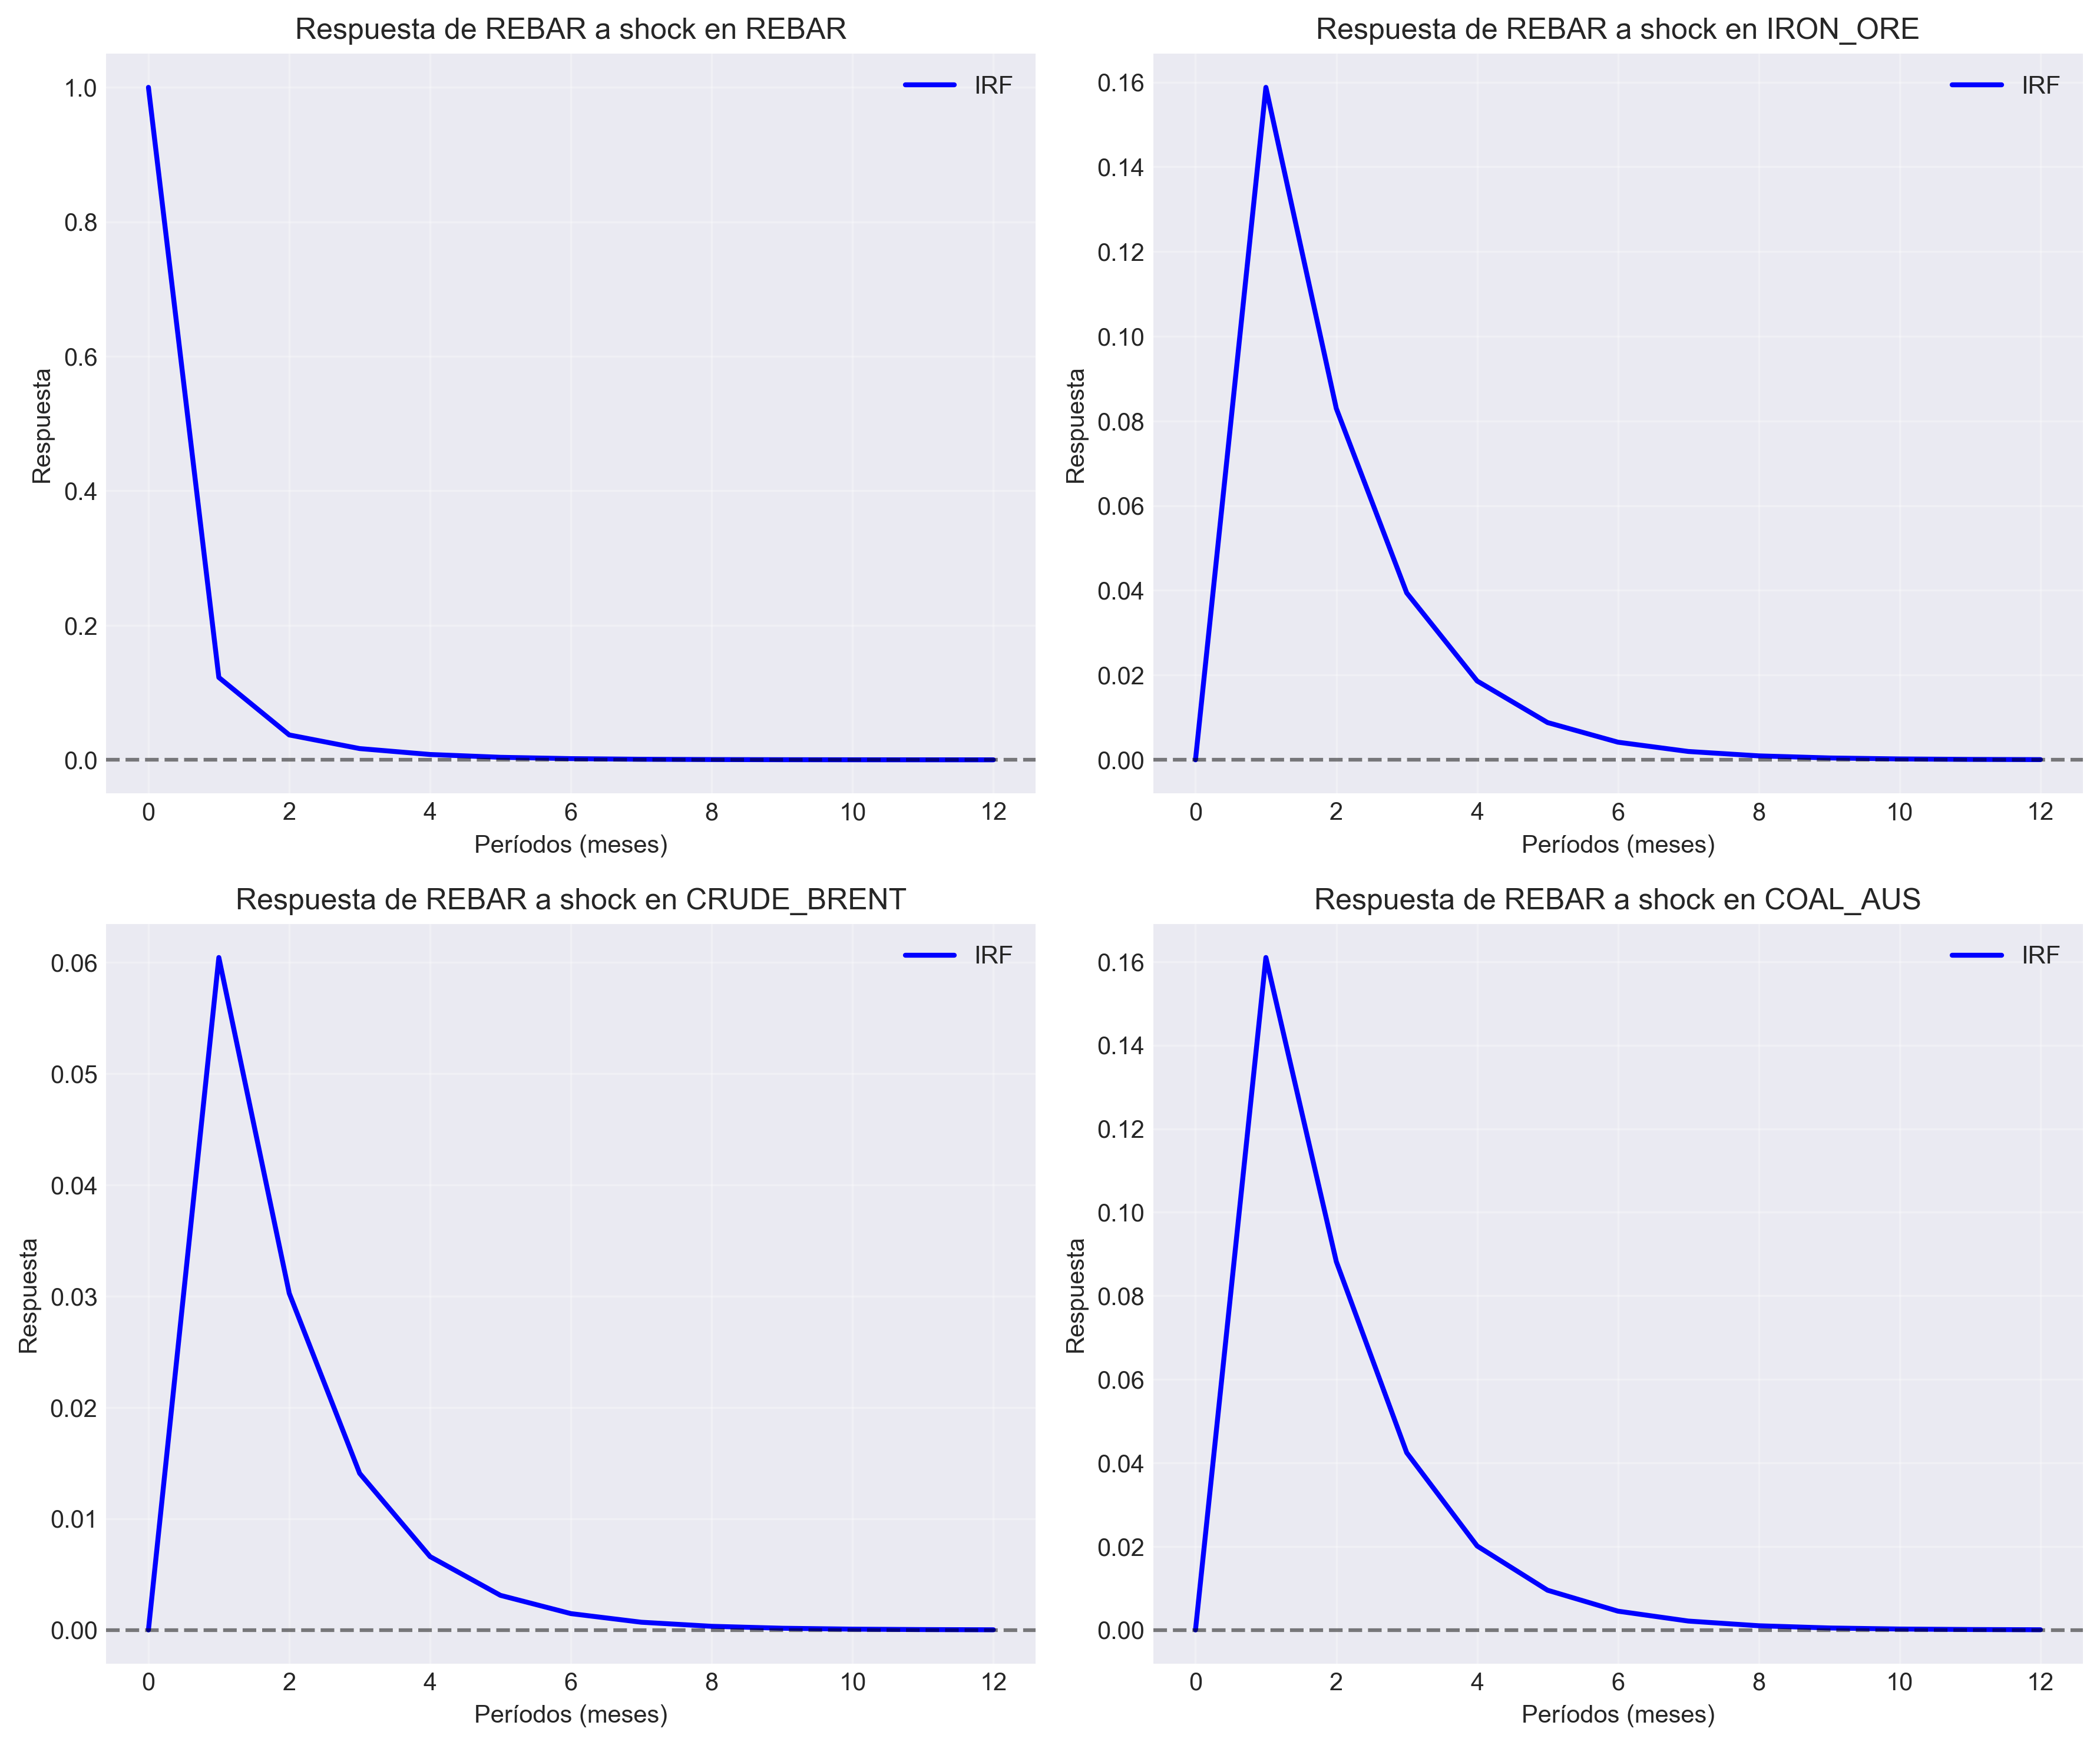 Respuesta de REBAR a shock en REBAR
IRF
1.0
0.8
0.6
0.4
0.2
0.0
Respuesta
0 2 4 6 8 10 12
Períodos (meses)
Respuesta de REBAR a shock en IRON_ORE
IRF
0.16
0.14
0.12
0.10
0.08
0.06
0.04
0.02
0.00
Respuesta
0 2 4 6 8 10 12
Períodos (meses)
Respuesta de REBAR a shock en CRUDE_BRENT
IRF
0.06
0.05
0.04
0.03
0.02
0.01
0.00
Respuesta
0 2 4 6 8 10 12
Períodos (meses)
Respuesta de REBAR a shock en COAL_AUS
IRF
0.16
0.14
0.12
0.10
0.08
0.06
0.04
0.02
0.00
Respuesta
0 2 4 6 8 10 12
Períodos (meses)